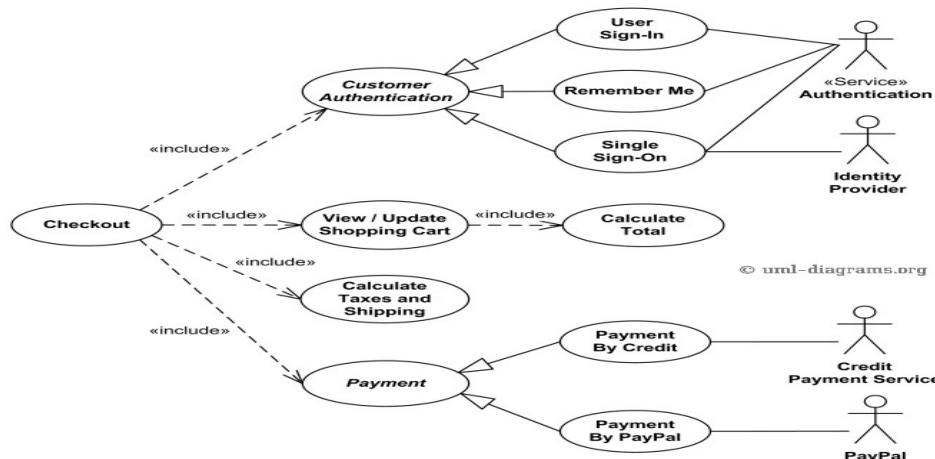 User
Sign-In
«Service»
Authentication
Customer
Authentication
Remember Me
«include»
Single
Sign-On
Identity
Provider
Checkout
«include»
View / Update
Shopping Cart
«include»
Calculate
Total
«include»
Calculate
Taxes and
Shipping
© uml-diagrams.org
«include»
Payment
By Credit
Credit
Payment Service
Payment
Payment
By PayPal
PayPal